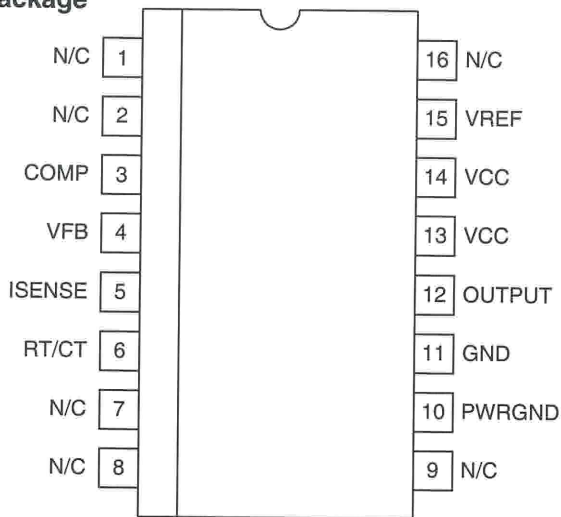 N/C 1
N/C 2
COMP 3
VFB 4
ISENSE 5
RT/CT 6
N/C 7
N/C 8
16 N/C
15 VREF
14 VCC
13 VCC
12 OUTPUT
11 GND
10 PWRGND
9 N/C